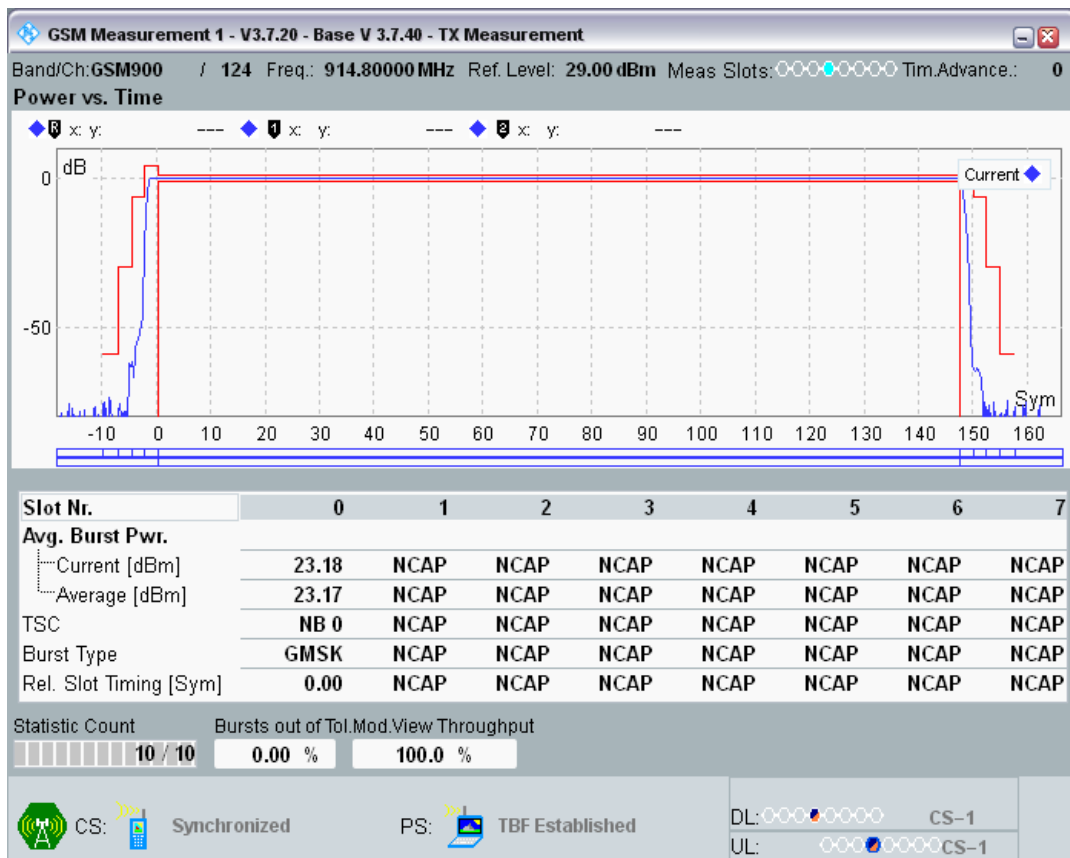 GSM Measurement 1 - V3.7.20 - Base V 3.7.40 - TX Measurement
Band/Ch:GSM900 / 124 Freq.: 914.80000 MHz Ref. Level: 29.00 dBm Meas Slots: Tim.Advance.: 0
Power vs. Time
R x: y: --- 1 x: y: --- 2 x: y: ---
dB
Current
0
-50
Sym
-10 0 10 20 30 40 50 60 70 80 90 100 110 120 130 140 150 160
Slot Nr. 0 1 2 3 4 5 6 7
Avg. Burst Pwr.
Current [dBm] 23.18 NCAP NCAP NCAP NCAP NCAP NCAP NCAP
Average [dBm] 23.17 NCAP NCAP NCAP NCAP NCAP NCAP NCAP
TSC NB 0 NCAP NCAP NCAP NCAP NCAP NCAP NCAP
Burst Type GMSK NCAP NCAP NCAP NCAP NCAP NCAP NCAP
Rel. Slot Timing [Sym] 0.00 NCAP NCAP NCAP NCAP NCAP NCAP NCAP
Statistic Count Bursts out of Tol. Mod.View Throughput
10 / 10 0.00 % 100.0 %
CS: Synchronized PS: TBF Established DL: CS-1
UL: CS-1